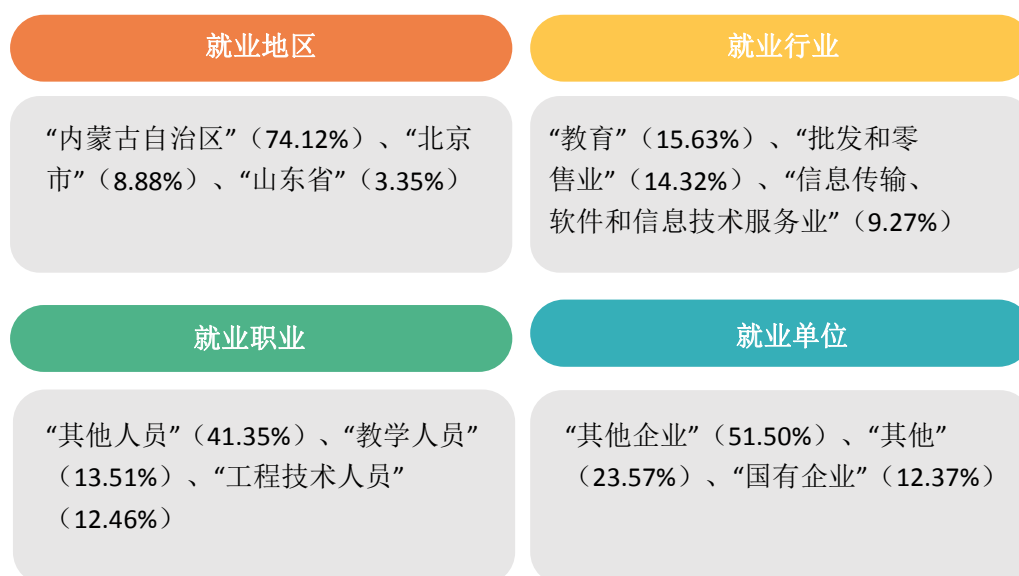 就业地区
“内蒙古自治区”（74.12%）、“北京
市”（8.88%）、“山东省”（3.35%）
就业行业
“教育”（15.63%）、“批发和零
售业”（14.32%）、“信息传输、
软件和信息技术服务业”（9.27%）
就业职业
“其他人员”（41.35%）、“教学人员”
（13.51%）、“工程技术人员”
（12.46%）
就业单位
“其他企业”（51.50%）、“其他”
（23.57%）、“国有企业”（12.37%）